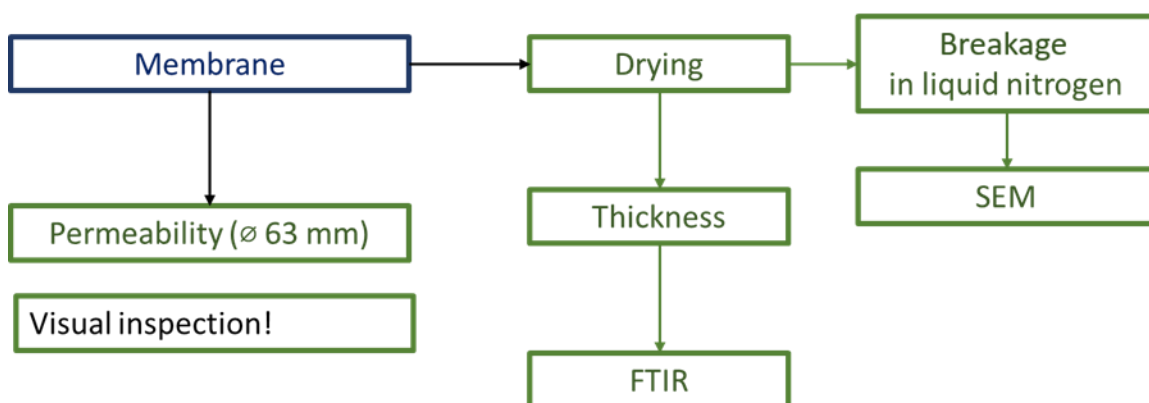 Membrane
Drying
Breakage
in liquid nitrogen
Permeability (⌀ 63 mm)
Thickness
SEM
Visual inspection!
FTIR